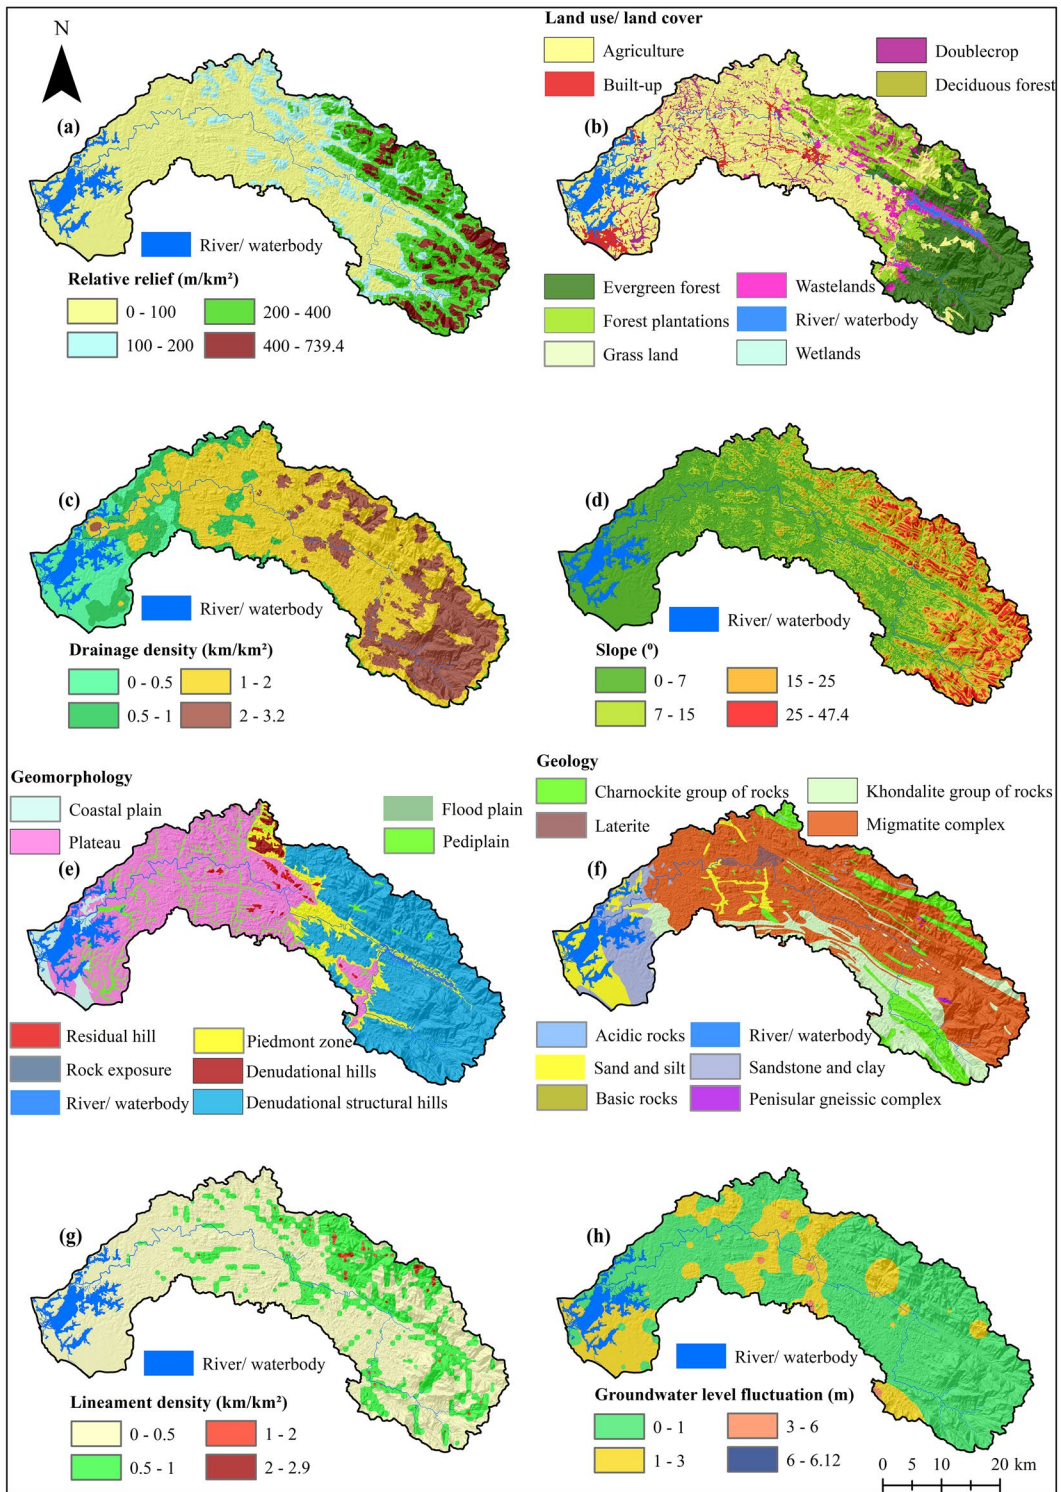 N
(a)
River/ waterbody
Relative relief (m/km²)
0 - 100
200 - 400
100 - 200
400 - 739.4
Land use/ land cover
Agriculture
Doublecrop
Built-up
Deciduous forest
(b)
Evergreen forest
Wastelands
Forest plantations
River/ waterbody
Grass land
Wetlands
(c)
River/ waterbody
Drainage density (km/km²)
0 - 0.5
1 - 2
0.5 - 1
2 - 3.2
(d)
River/ waterbody
Slope (⁰)
0 - 7
15 - 25
7 - 15
25 - 47.4
Geomorphology
Coastal plain
Flood plain
Plateau
Pediplain
(e)
Residual hill
Piedmont zone
Rock exposure
Denudational hills
River/ waterbody
Denudational structural hills
Geology
Charnockite group of rocks
Khondalite group of rocks
Laterite
Migmatite complex
(f)
Acidic rocks
River/ waterbody
Sand and silt
Sandstone and clay
Basic rocks
Penisular gneissic complex
(g)
River/ waterbody
Lineament density (km/km²)
0 - 0.5
1 - 2
0.5 - 1
2 - 2.9
(h)
River/ waterbody
Groundwater level fluctuation (m)
0 - 1
3 - 6
1 - 3
6 - 6.12
0 5 10 20 km